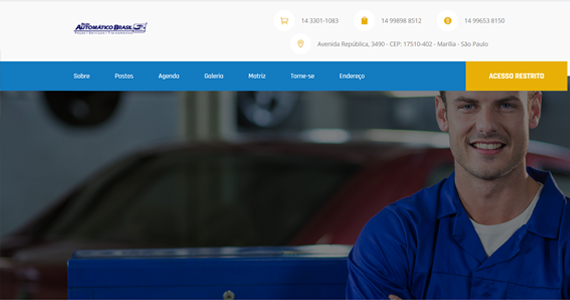 AUTOMÁTICO BRASIL
14 3301-1083
14 99898 8512
14 99653 8150
Avenida República, 3490 - CEP: 17510-402 - Marília - São Paulo
Sobre Postos Agenda Galeria Matriz Torne-se Endereço
ACESSO RESTRITO